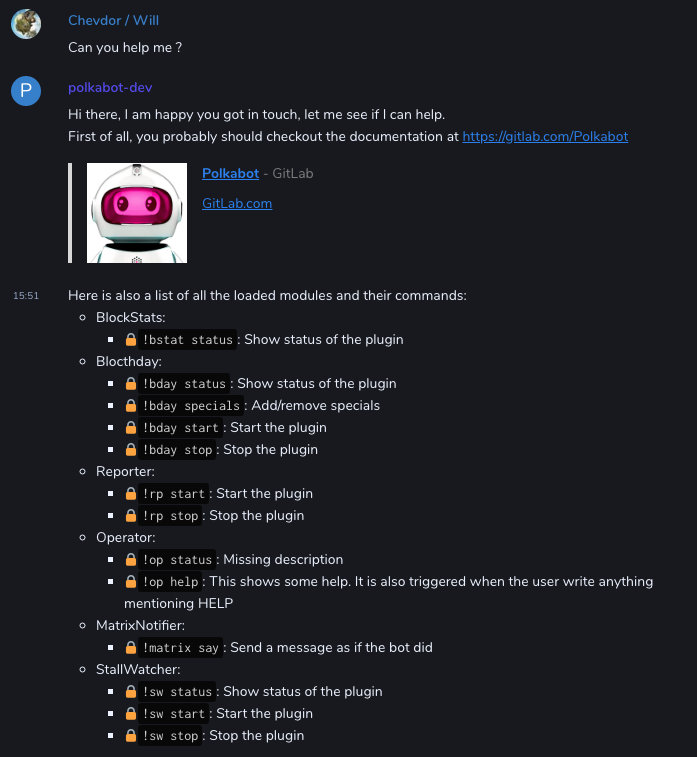 Chevdor / Will
Can you help me ?
P
polkabot-dev
Hi there, I am happy you got in touch, let me see if I can help.
First of all, you probably should checkout the documentation at https://gitlab.com/Polkabot
Polkabot - GitLab
GitLab.com
15:51
Here is also a list of all the loaded modules and their commands:
BlockStats:
!bstat status: Show status of the plugin
Blocthday:
!bday status: Show status of the plugin
!bday specials: Add/remove specials
!bday start: Start the plugin
!bday stop: Stop the plugin
Reporter:
!rp start: Start the plugin
!rp stop: Stop the plugin
Operator:
!op status: Missing description
!op help: This shows some help. It is also triggered when the user write anything
mentioning HELP
MatrixNotifier:
!matrix say: Send a message as if the bot did
StallWatcher:
!sw status: Show status of the plugin
!sw start: Start the plugin
!sw stop: Stop the plugin